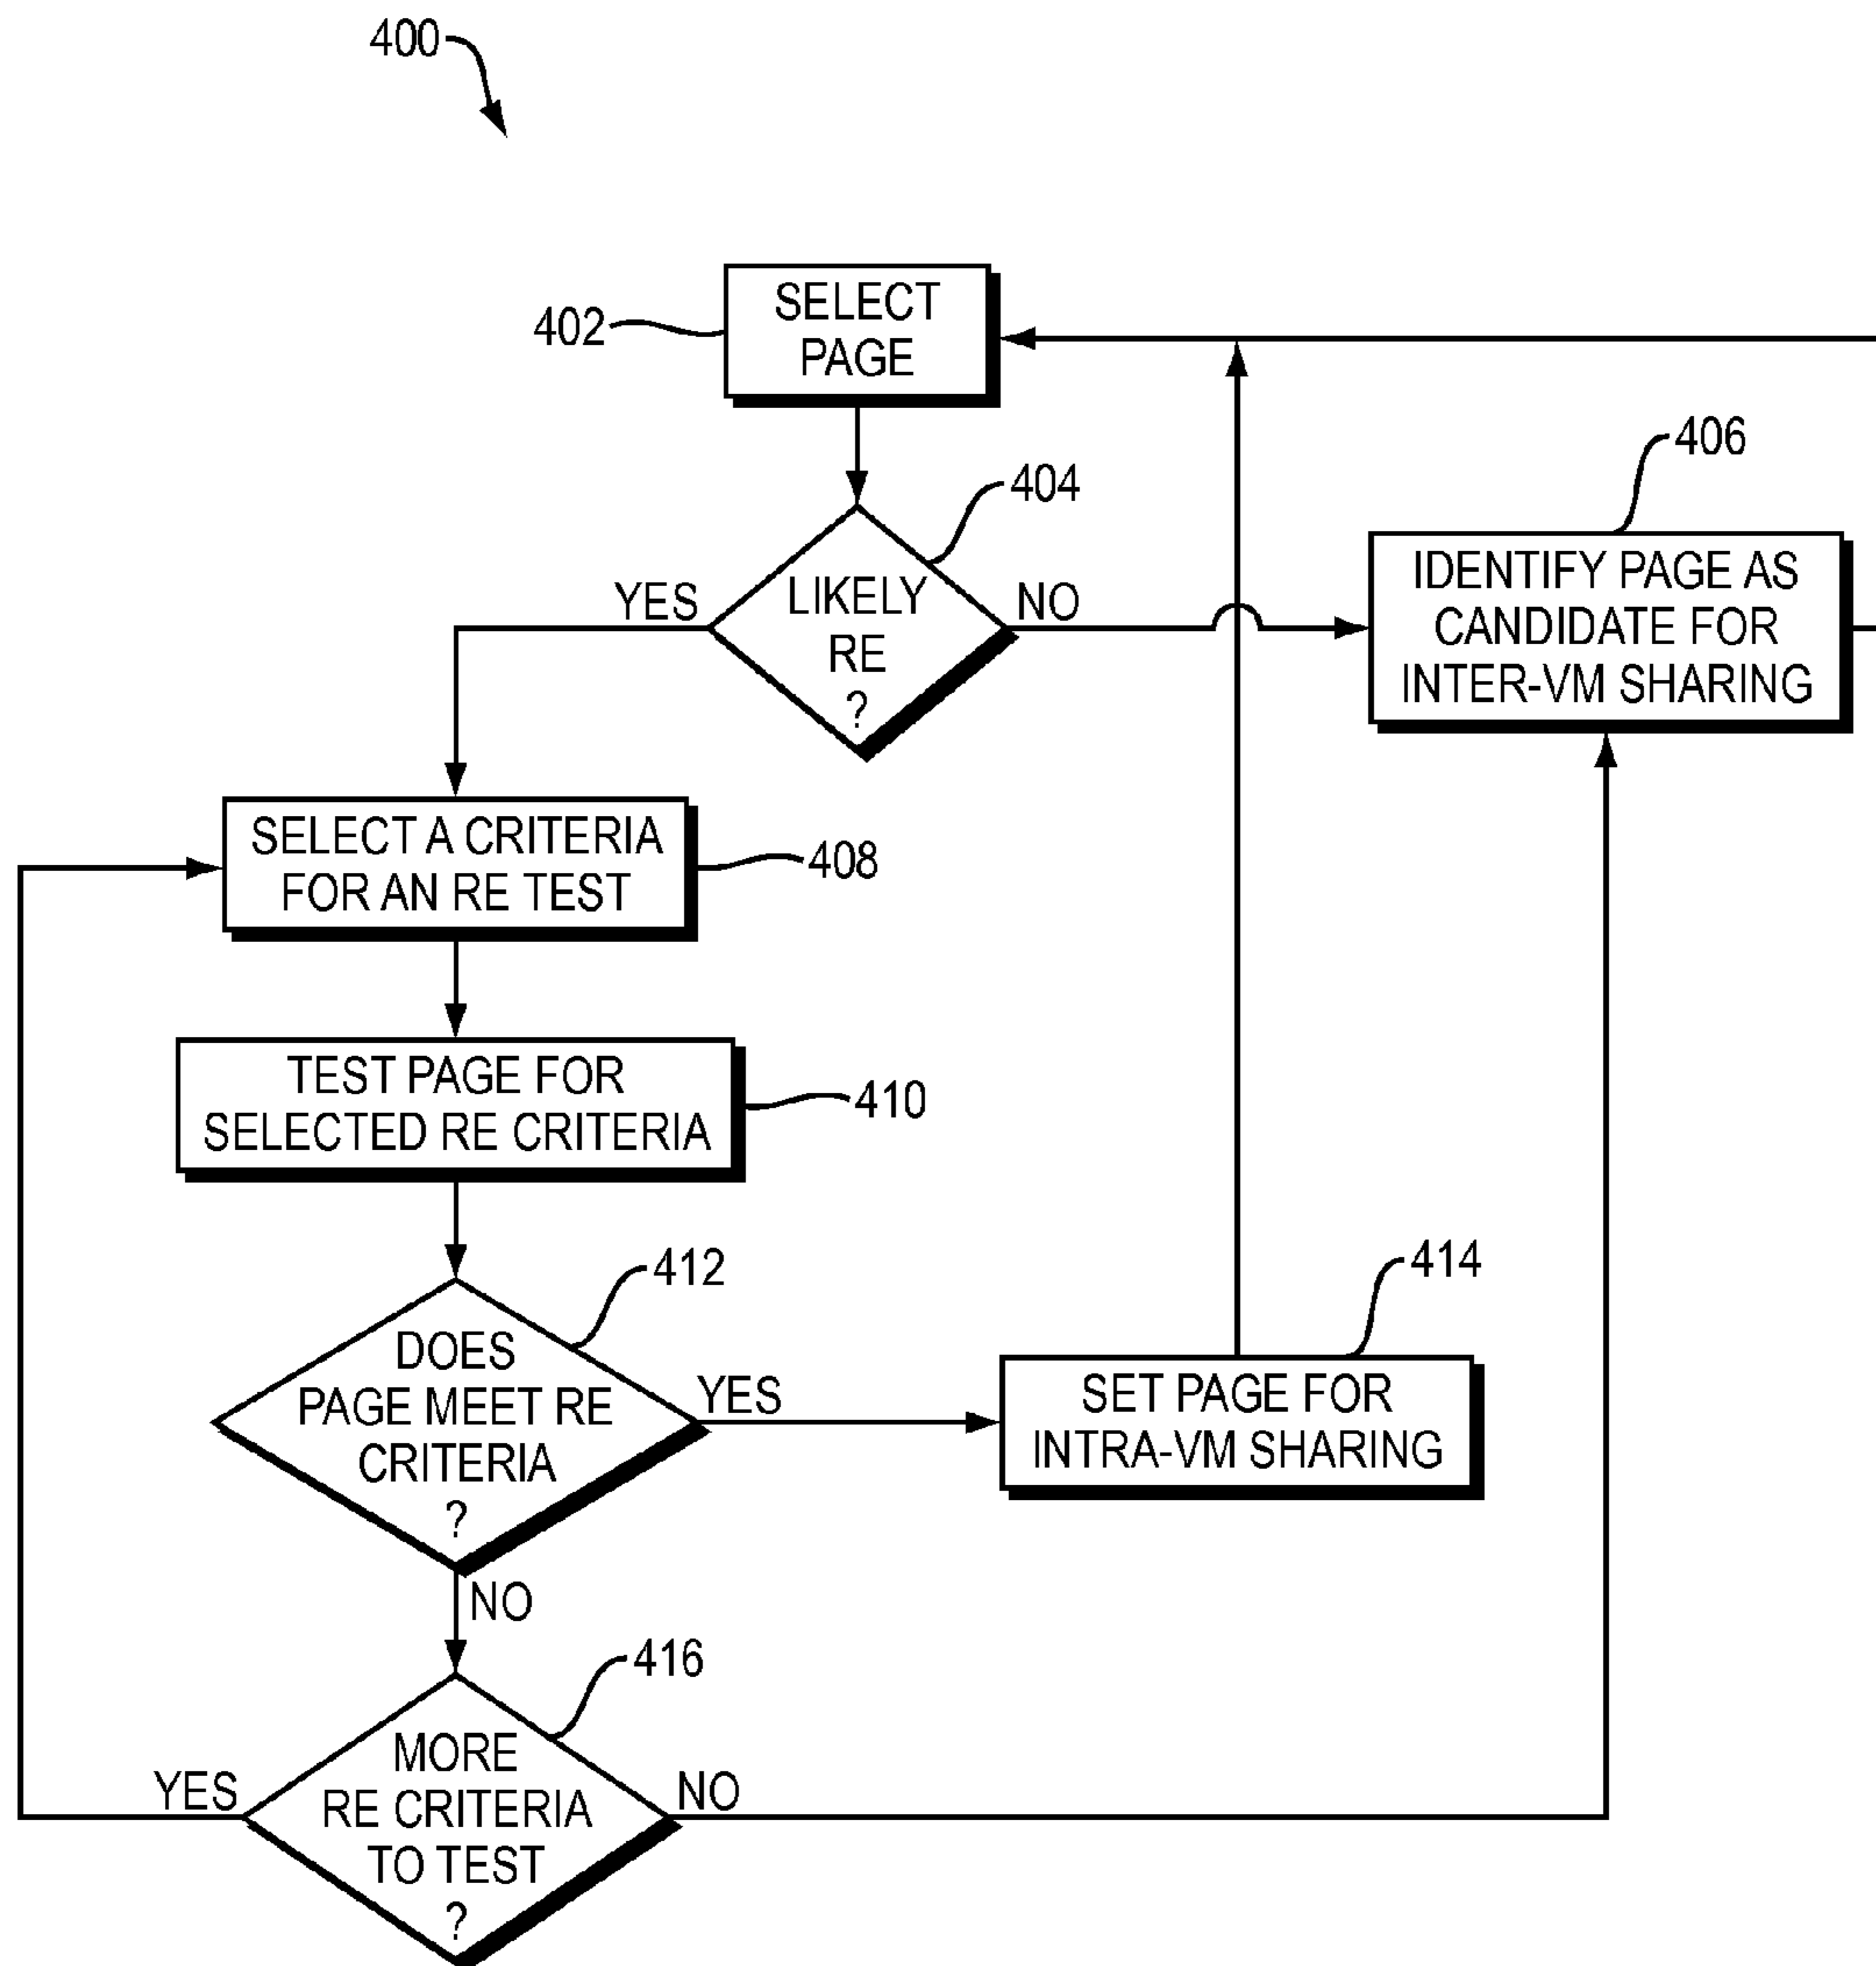 400
SELECT
PAGE
402
404
LIKELY
RE
?
YES
NO
406
IDENTIFY PAGE AS
CANDIDATE FOR
INTER-VM SHARING
SELECT A CRITERIA
FOR AN RE TEST
408
TEST PAGE FOR
SELECTED RE CRITERIA
410
412
DOES
PAGE MEET RE
CRITERIA
?
YES
NO
414
SET PAGE FOR
INTRA-VM SHARING
416
MORE
RE CRITERIA
TO TEST
?
YES
NO